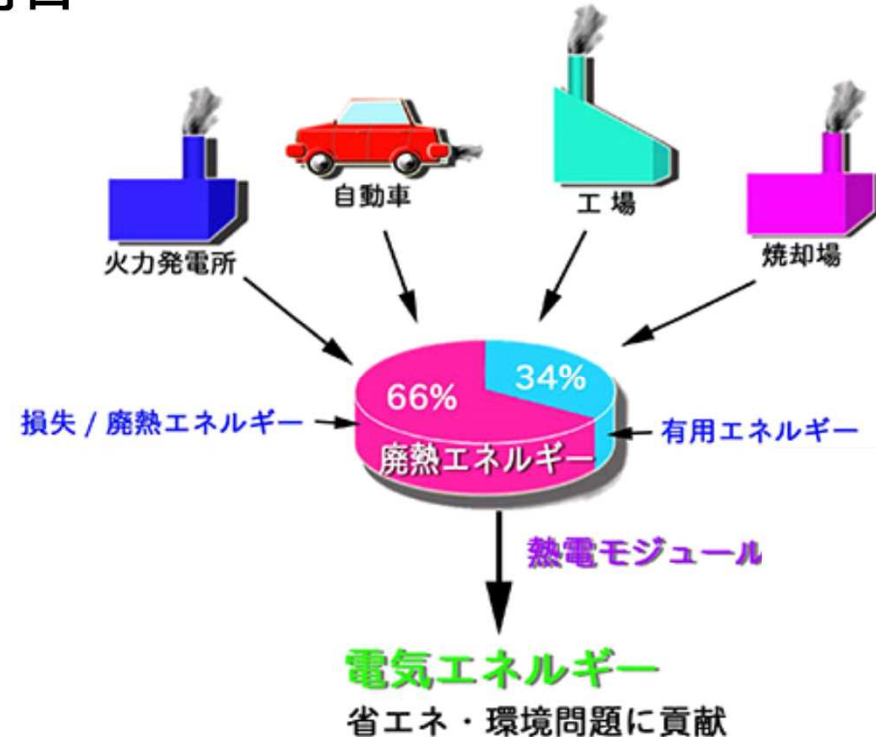 自動車
工 場
火力発電所
焼却場
66%
34%
損失 / 廃熱エネルギー
有用エネルギー
廃熱エネルギー
熱電モジュール
電気エネルギー
省エネ・環境問題に貢献